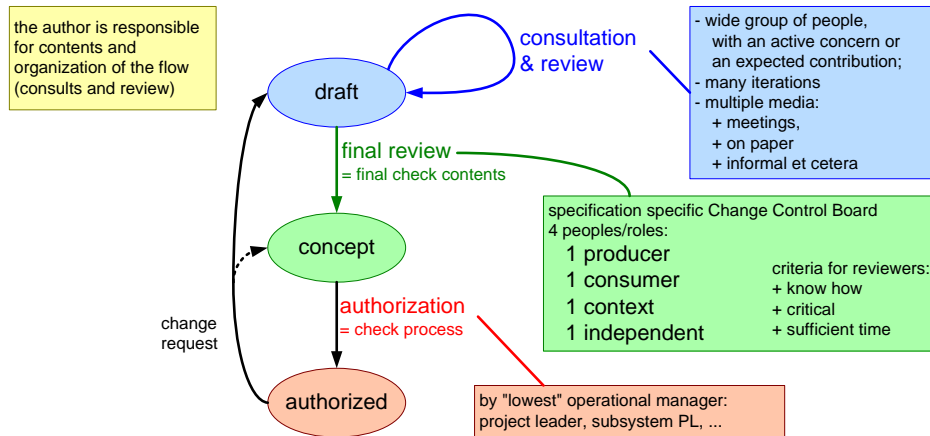 the author is responsible
for contents and
organization of the flow
(consults and review)
consultation
& review
- wide group of people,
with an active concern or
an expected contribution;
- many iterations
- multiple media:
+ meetings,
+ on paper
+ informal et cetera
draft
final review
= final check contents
specification specific Change Control Board
4 peoples/roles:
1 producer
1 consumer
1 context
1 independent
criteria for reviewers:
+ know how
+ critical
+ sufficient time
concept
authorization
= check process
change
request
authorized
by "lowest" operational manager:
project leader, subsystem PL, ...